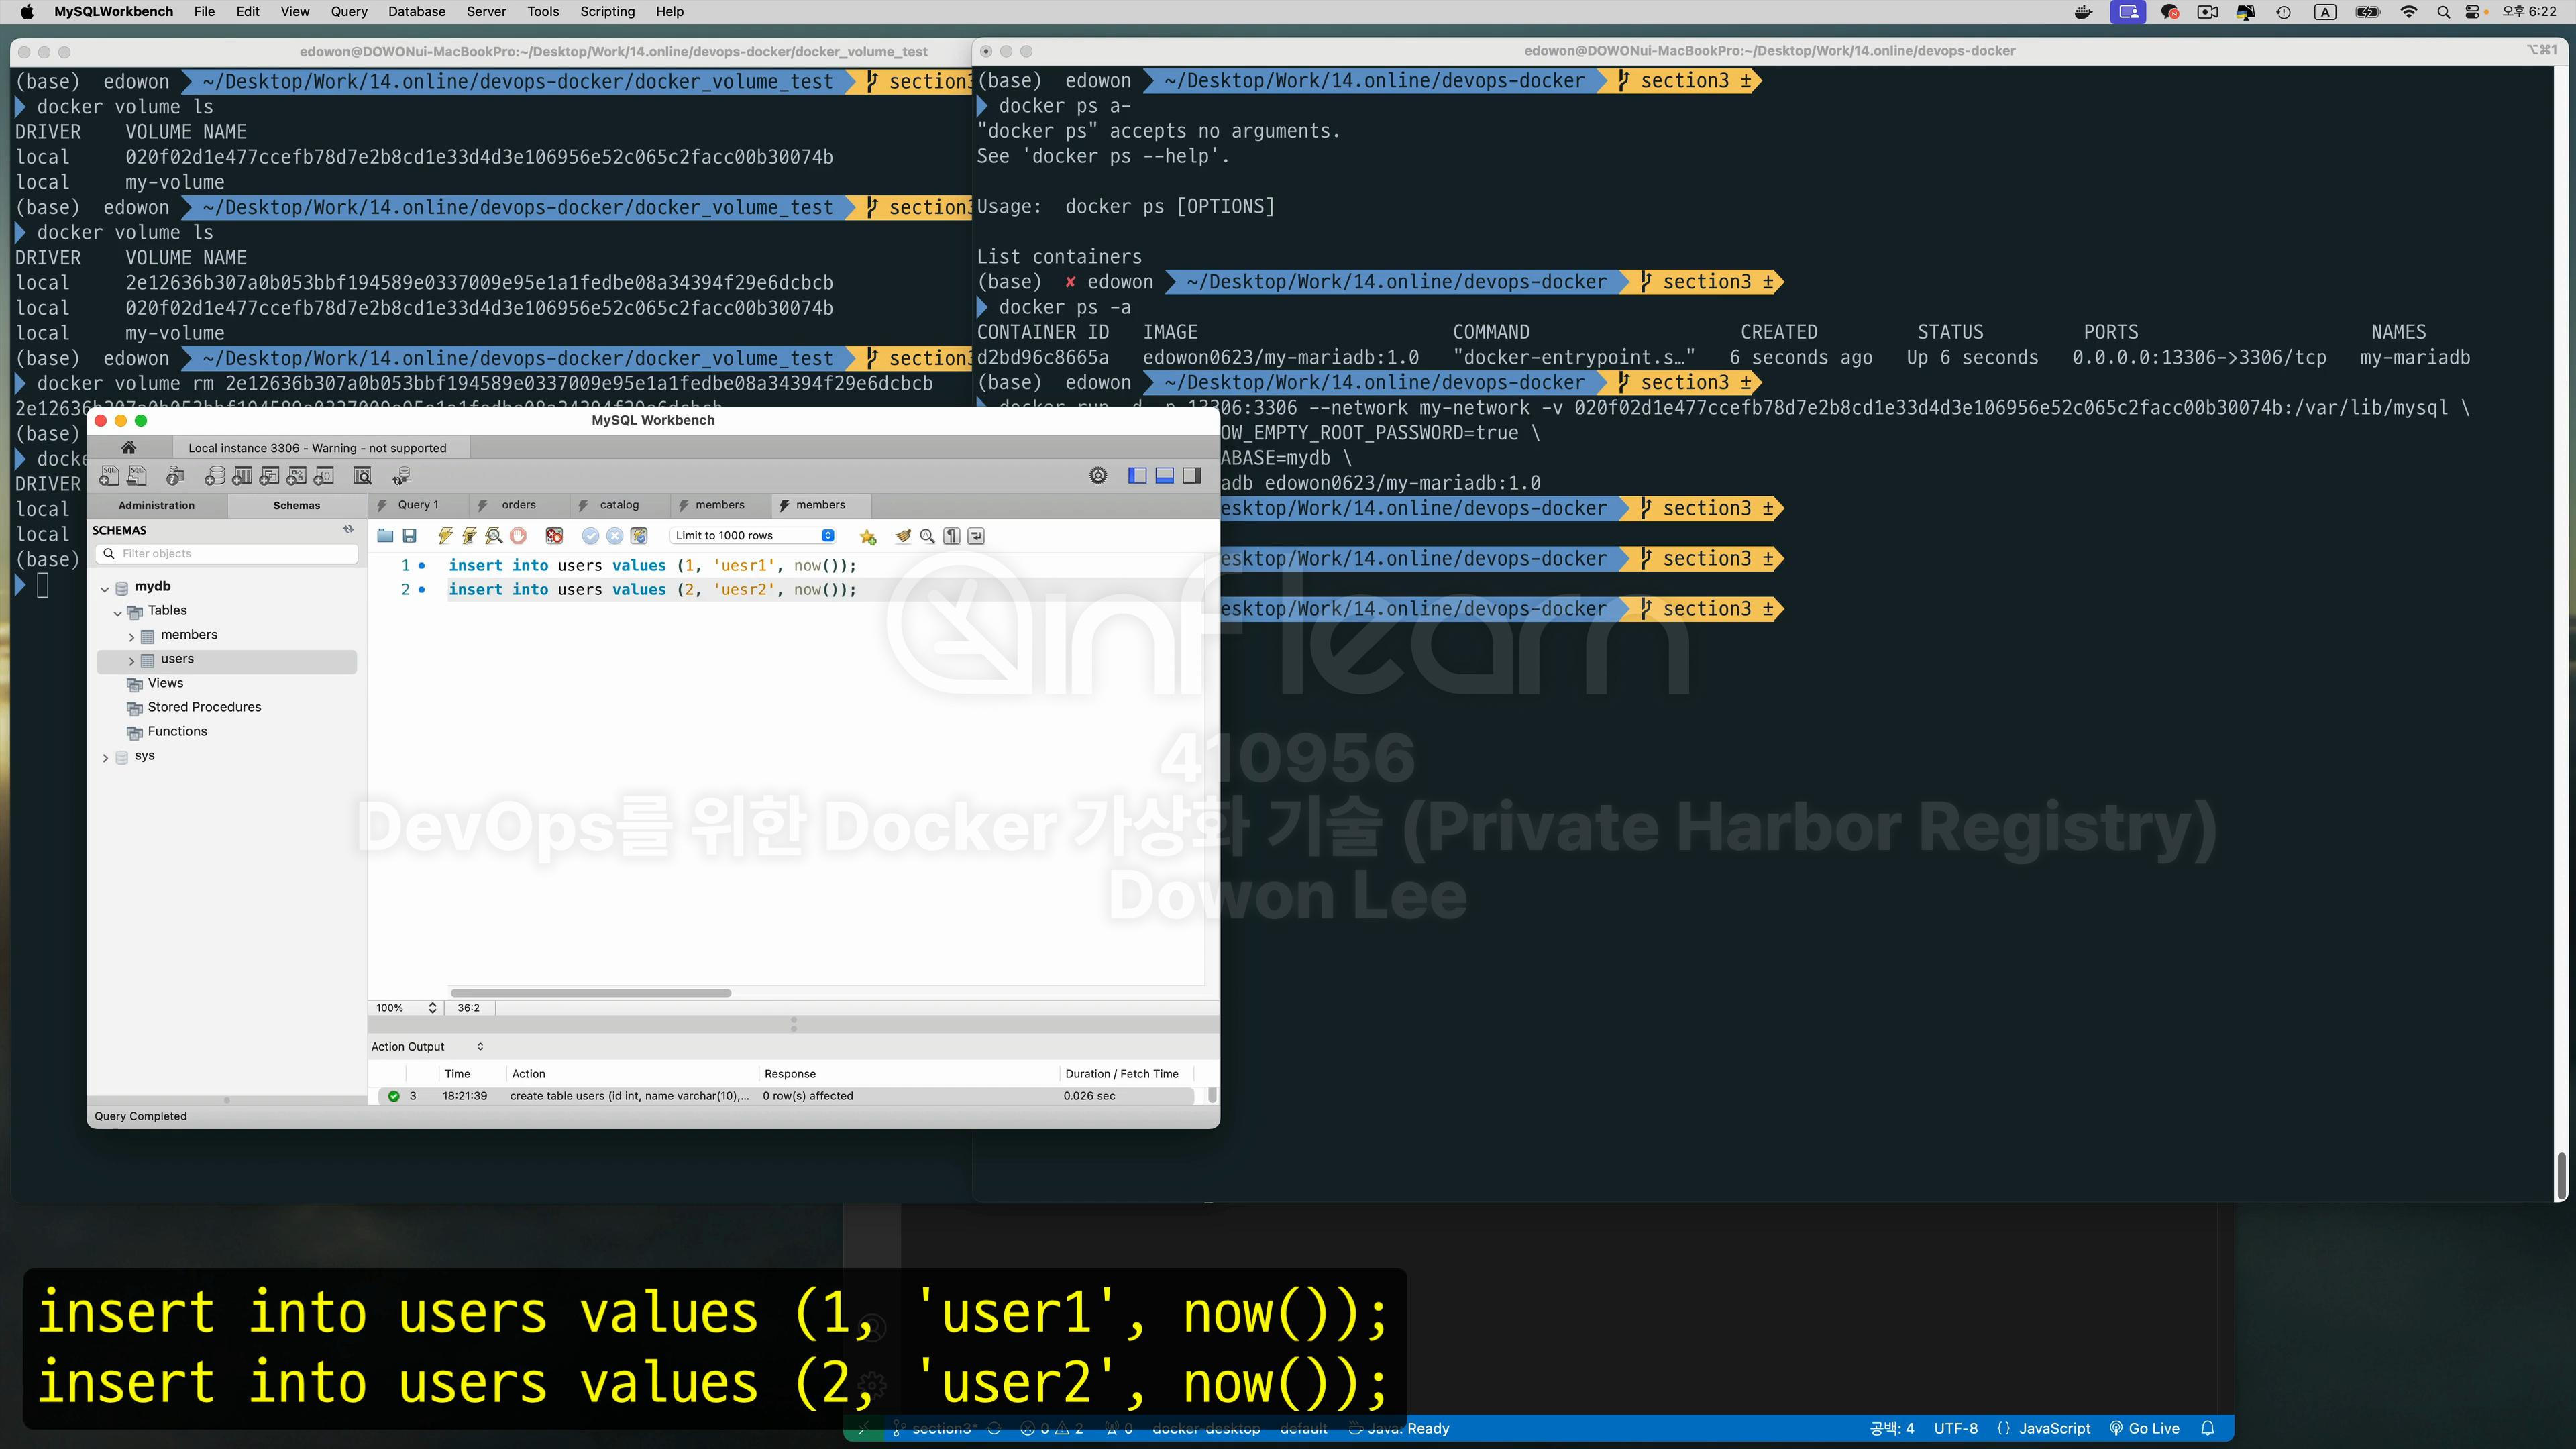 MySQLWorkbench File Edit View Query Database Server Tools Scripting Help
오후 6:22
edowon@DOWONui-MacBookPro:~/Desktop/Work/14.online/devops-docker/docker_volume_test
(base) edowon ~/Desktop/Work/14.online/devops-docker/docker_volume_test section3
docker volume ls
DRIVER VOLUME NAME
local 020f02d1e477ccefb78d7e2b8cd1e33d4d3e106956e52c065c2facc00b30074b
local my-volume
(base) edowon ~/Desktop/Work/14.online/devops-docker/docker_volume_test section3
docker volume ls
DRIVER VOLUME NAME
local 2e12636b307a0b053bbf194589e0337009e95e1a1fedbe08a34394f29e6dcbcb
local 020f02d1e477ccefb78d7e2b8cd1e33d4d3e106956e52c065c2facc00b30074b
local my-volume
(base) edowon ~/Desktop/Work/14.online/devops-docker/docker_volume_test section3
docker volume rm 2e12636b307a0b053bbf194589e0337009e95e1a1fedbe08a34394f29e6dcbcb
(base)
DRIVER
local
local
(base)
edowon@DOWONui-MacBookPro:~/Desktop/Work/14.online/devops-docker
⌥⌘1
(base) edowon ~/Desktop/Work/14.online/devops-docker section3 ±
docker ps a-
"docker ps" accepts no arguments.
See 'docker ps --help'.
Usage: docker ps [OPTIONS]
List containers
(base) ✘ edowon ~/Desktop/Work/14.online/devops-docker section3 ±
docker ps -a
CONTAINER ID IMAGE COMMAND CREATED STATUS PORTS NAMES
d2bd96c8665a edowon0623/my-mariadb:1.0 "docker-entrypoint.s…" 6 seconds ago Up 6 seconds 0.0.0.0:13306->3306/tcp my-mariadb
(base) edowon ~/Desktop/Work/14.online/devops-docker section3 ±
docker run -d -p 13306:3306 --network my-network -v 020f02d1e477ccefb78d7e2b8cd1e33d4d3e106956e52c065c2facc00b30074b:/var/lib/mysql \
OW_EMPTY_ROOT_PASSWORD=true \
ABASE=mydb \
adb edowon0623/my-mariadb:1.0
esktop/Work/14.online/devops-docker section3 ±
esktop/Work/14.online/devops-docker section3 ±
esktop/Work/14.online/devops-docker section3 ±
MySQL Workbench
Local instance 3306 - Warning - not supported
Administration Schemas
Query 1 orders catalog members members
SCHEMAS
Filter objects
Limit to 1000 rows
mydb
Tables
members
users
Views
Stored Procedures
Functions
sys
1 insert into users values (1, 'uesr1', now());
2 insert into users values (2, 'uesr2', now());
100% 36:2
Action Output
Time Action Response Duration / Fetch Time
3 18:21:39 create table users (id int, name varchar(10),... 0 row(s) affected 0.026 sec
Query Completed
inflearn
410956
DevOps를 위한 Docker 가상화 기술 (Private Harbor Registry)
Dowon Lee
insert into users values (1, 'user1', now());
insert into users values (2, 'user2', now());
section3* 0 2 0 docker-desktop default Java: Ready
공백: 4 UTF-8 {} JavaScript Go Live